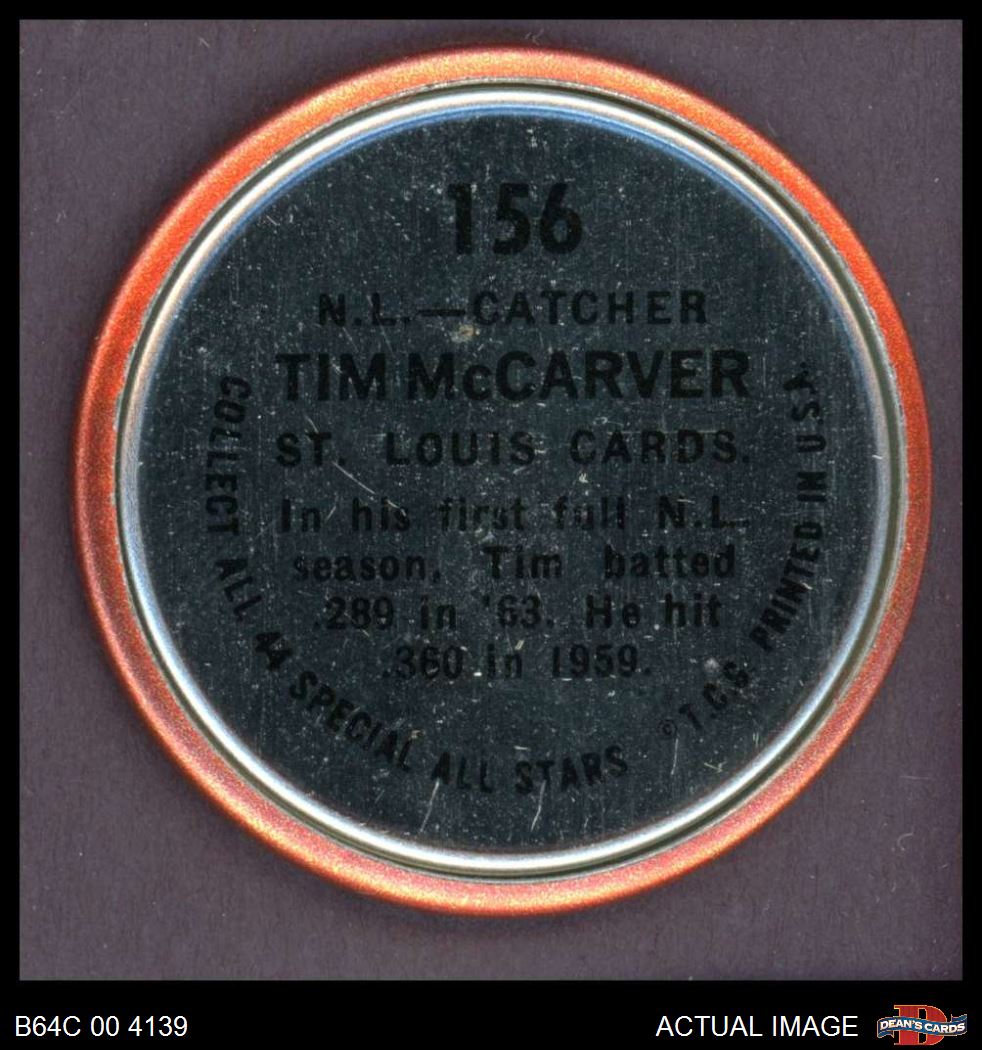 156
N.L.—CATCHER
TIM McCARVER
ST. LOUIS CARDS.
In his first full N.L.
season, Tim batted
.289 in '63. He hit
.360 in 1959.
COLLECT ALL 44 SPECIAL ALL STARS
© T.C.G. PRINTED IN U.S.A.
B64C 00 4139
ACTUAL IMAGE
DEAN'S CARDS